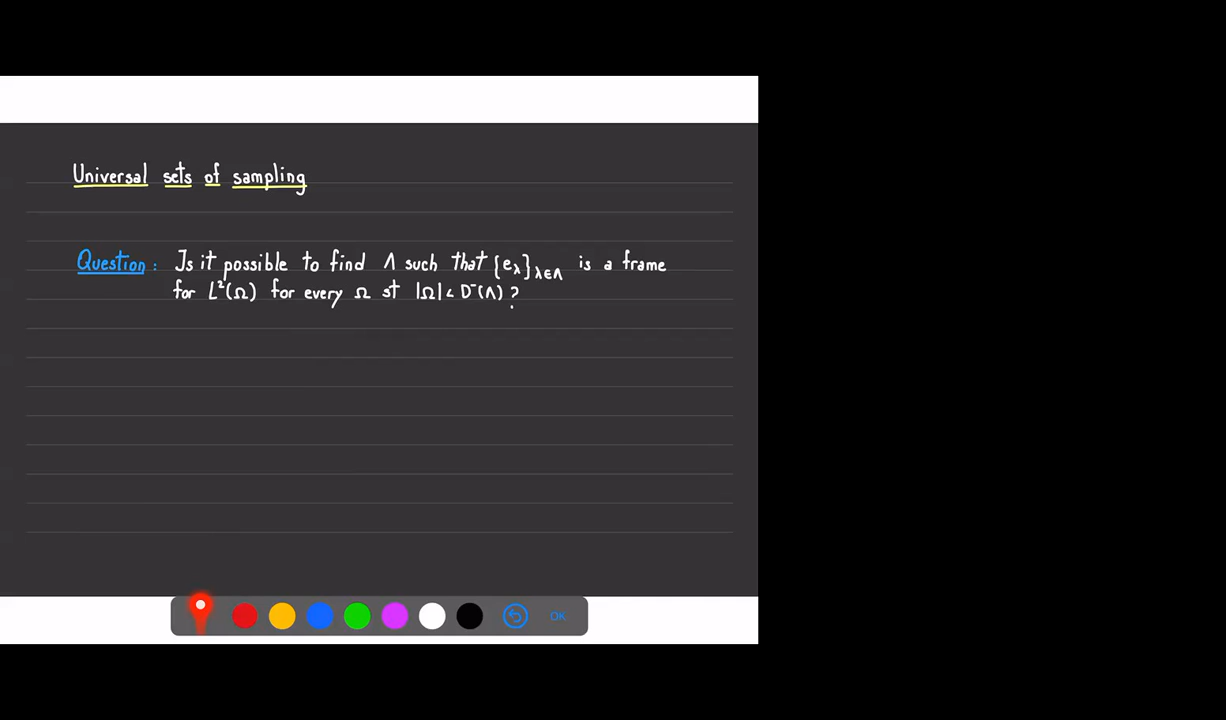 Universal sets of sampling
Question: Is it possible to find Λ such that {e_λ}_{λ∈Λ} is a frame
for L²(Ω) for every Ω st |Ω| < D⁻(Λ) ?
OK